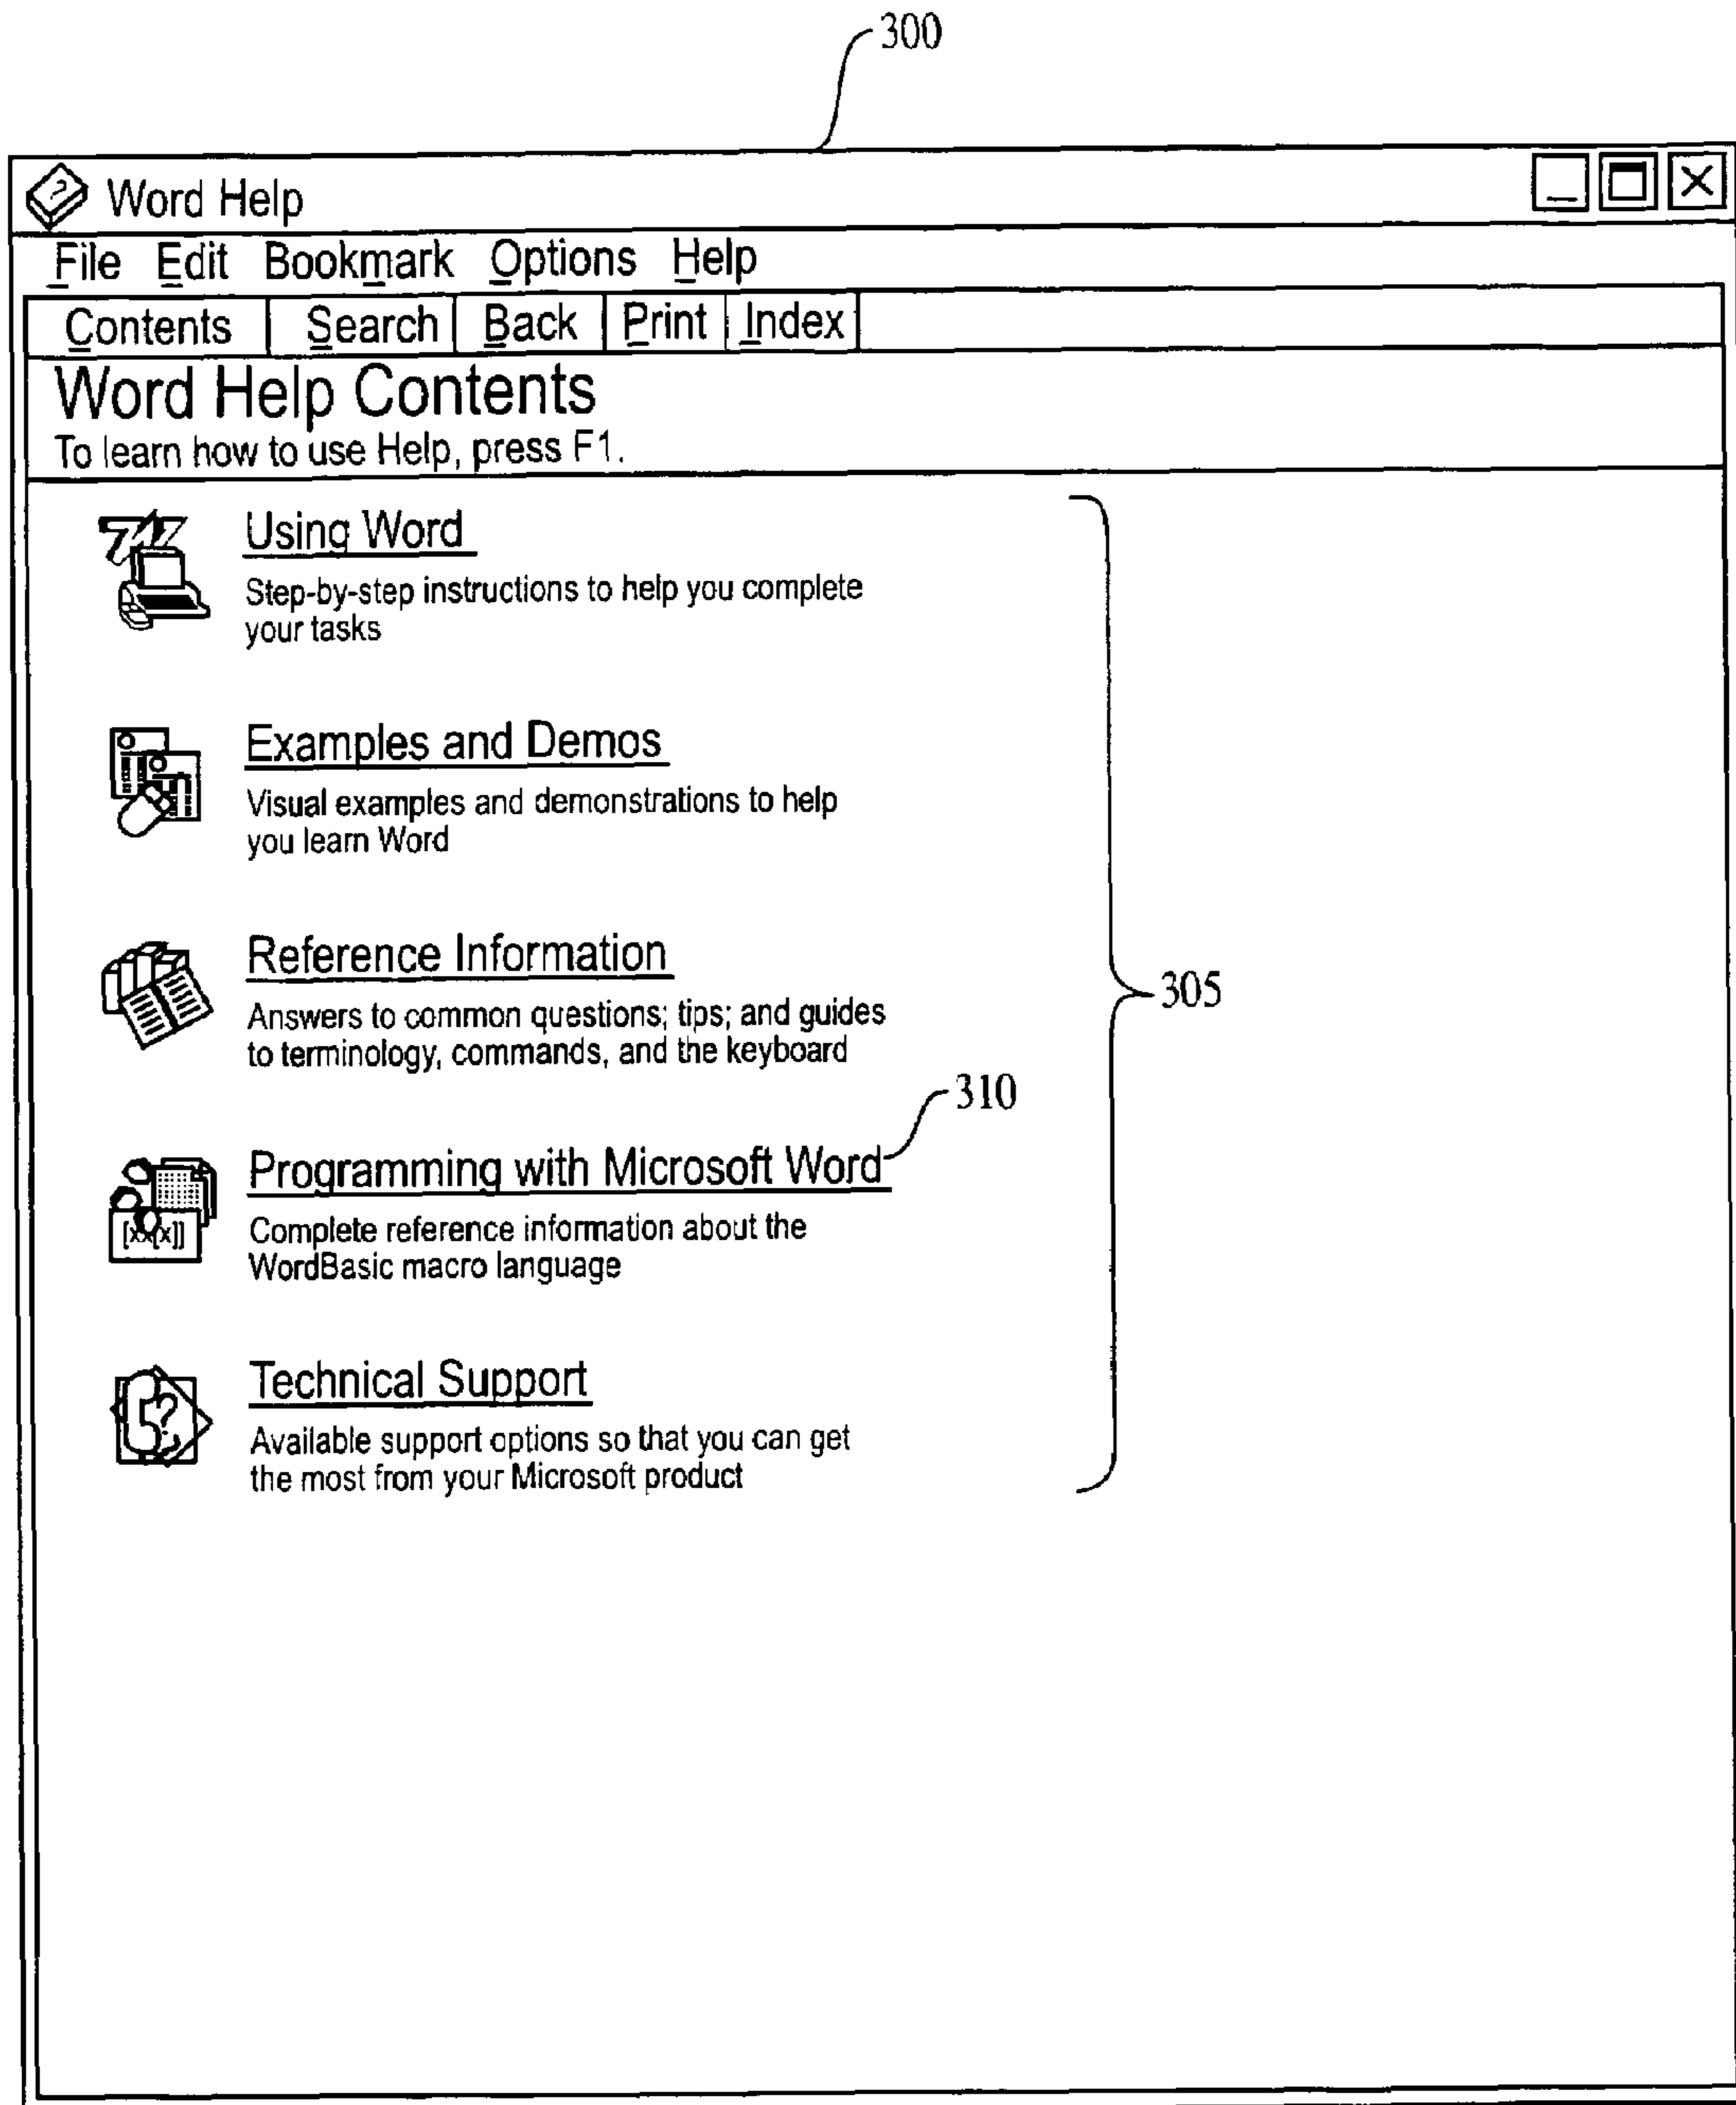 300
Word Help
File Edit Bookmark Options Help
Contents Search Back Print Index
Word Help Contents
To learn how to use Help, press F1.
Using Word
Step-by-step instructions to help you complete
your tasks
Examples and Demos
Visual examples and demonstrations to help
you learn Word
Reference Information
Answers to common questions; tips; and guides
to terminology, commands, and the keyboard
305
310
Programming with Microsoft Word
Complete reference information about the
WordBasic macro language
Technical Support
Available support options so that you can get
the most from your Microsoft product